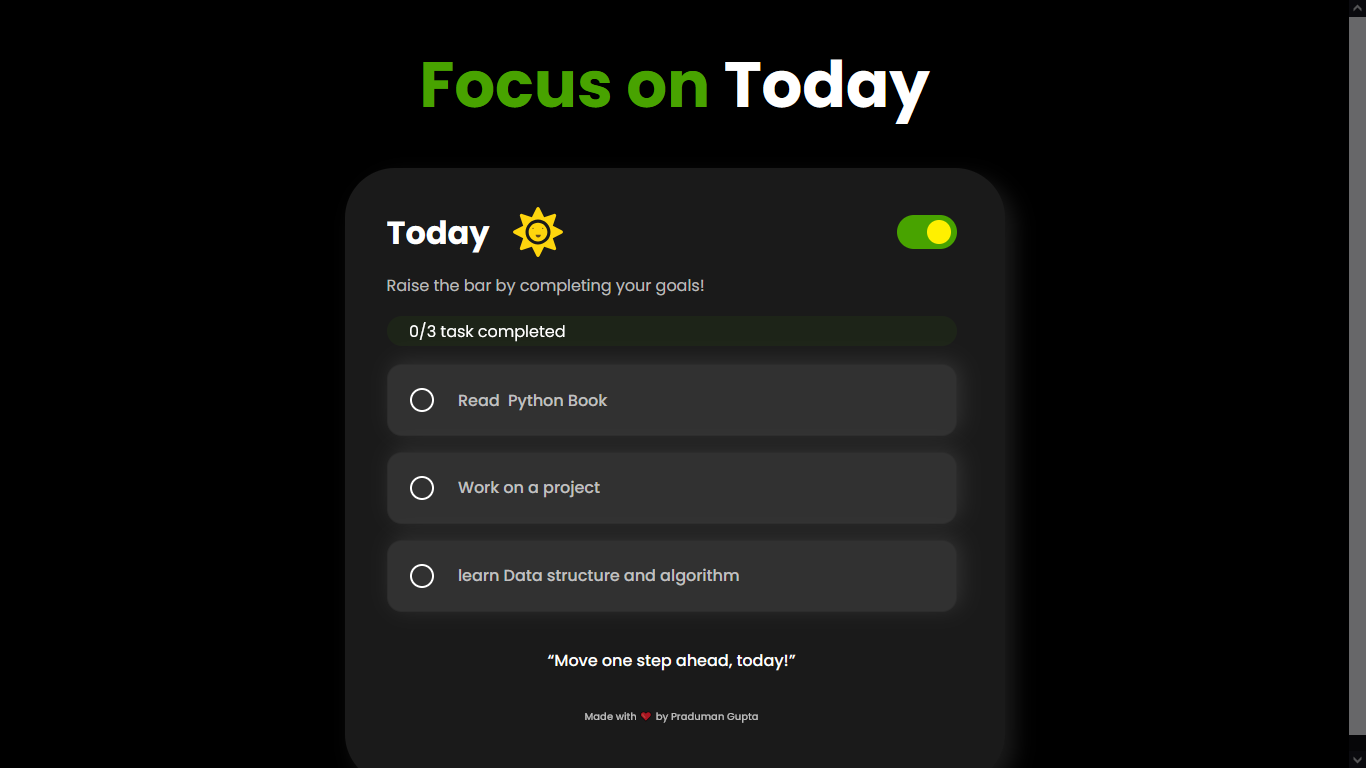 Focus on Today
Today
Raise the bar by completing your goals!
0/3 task completed
Read  Python Book
Work on a project
learn Data structure and algorithm
“Move one step ahead, today!”
Made with ❤ by Praduman Gupta